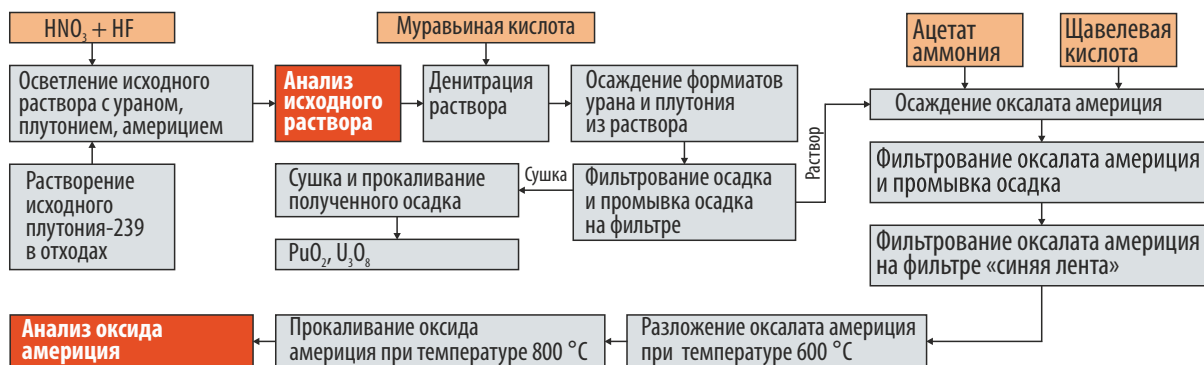 HNO₃ + HF
Муравьиная кислота
Ацетат
аммония
Щавелевая
кислота
Осветление исходного
раствора с ураном,
плутонием, америцием
Анализ
исходного
раствора
Денитрация
раствора
Осаждение формиатов
урана и плутония
из раствора
Раствор
Осаждение оксалата америция
Растворение
исходного
плутония-239
в отходах
Сушка и прокаливание
полученного осадка
Сушка
Фильтрование осадка
и промывка осадка
на фильтре
Фильтрование оксалата америция
и промывка осадка
PuO₂, U₃O₈
Фильтрование оксалата америция
на фильтре «синяя лента»
Анализ оксида
америция
Прокаливание оксида
америция при температуре 800 °C
Разложение оксалата америция
при температуре 600 °C